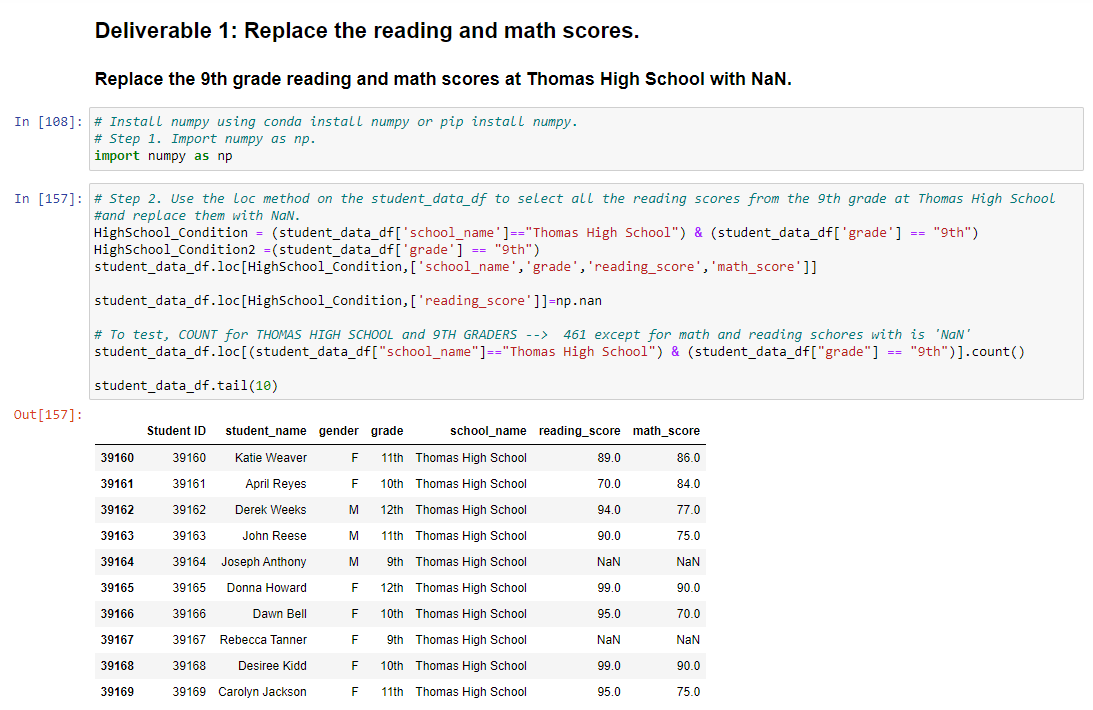 Deliverable 1: Replace the reading and math scores.
Replace the 9th grade reading and math scores at Thomas High School with NaN.
In [108]: # Install numpy using conda install numpy or pip install numpy.
# Step 1. Import numpy as np.
import numpy as np
In [157]: # Step 2. Use the loc method on the student_data_df to select all the reading scores from the 9th grade at Thomas High School
#and replace them with NaN.
HighSchool_Condition = (student_data_df['school_name']=="Thomas High School") & (student_data_df['grade'] == "9th")
HighSchool_Condition2 =(student_data_df['grade'] == "9th")
student_data_df.loc[HighSchool_Condition,['school_name','grade','reading_score','math_score']]
student_data_df.loc[HighSchool_Condition,['reading_score']]=np.nan
# To test, COUNT for THOMAS HIGH SCHOOL and 9TH GRADERS -->  461 except for math and reading schores with is 'NaN'
student_data_df.loc[(student_data_df["school_name"]=="Thomas High School") & (student_data_df["grade"] == "9th")].count()
student_data_df.tail(10)
Out[157]:
Student ID student_name gender grade school_name reading_score math_score
39160 39160 Katie Weaver F 11th Thomas High School 89.0 86.0
39161 39161 April Reyes F 10th Thomas High School 70.0 84.0
39162 39162 Derek Weeks M 12th Thomas High School 94.0 77.0
39163 39163 John Reese M 11th Thomas High School 90.0 75.0
39164 39164 Joseph Anthony M 9th Thomas High School NaN NaN
39165 39165 Donna Howard F 12th Thomas High School 99.0 90.0
39166 39166 Dawn Bell F 10th Thomas High School 95.0 70.0
39167 39167 Rebecca Tanner F 9th Thomas High School NaN NaN
39168 39168 Desiree Kidd F 10th Thomas High School 99.0 90.0
39169 39169 Carolyn Jackson F 11th Thomas High School 95.0 75.0